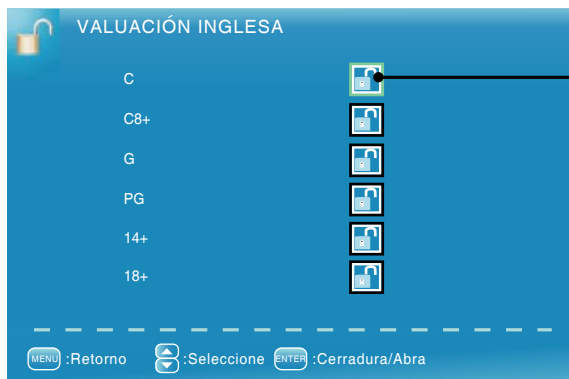 VALUACIÓN INGLESA
C
C8+
G
PG
14+
18+
MENU :Retorno :Seleccione ENTER :Cerradura/Abra